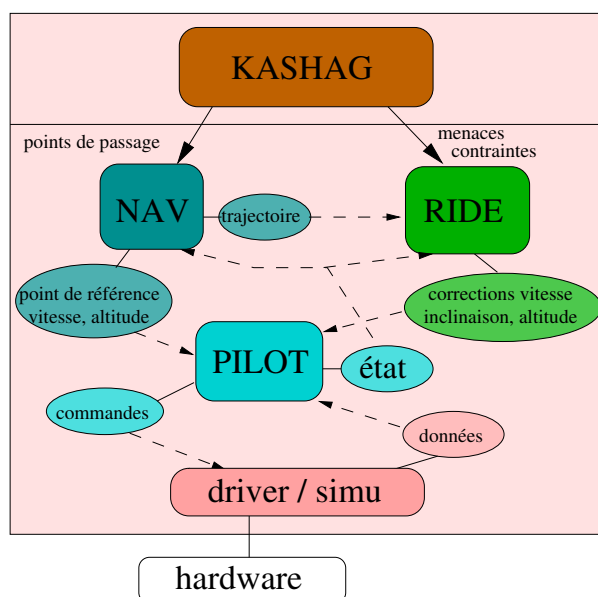 KASHAG
points de passage
menaces
contraintes
NAV
trajectoire
RIDE
point de référence
vitesse, altitude
corrections vitesse
inclinaison, altitude
PILOT
état
commandes
données
driver / simu
hardware